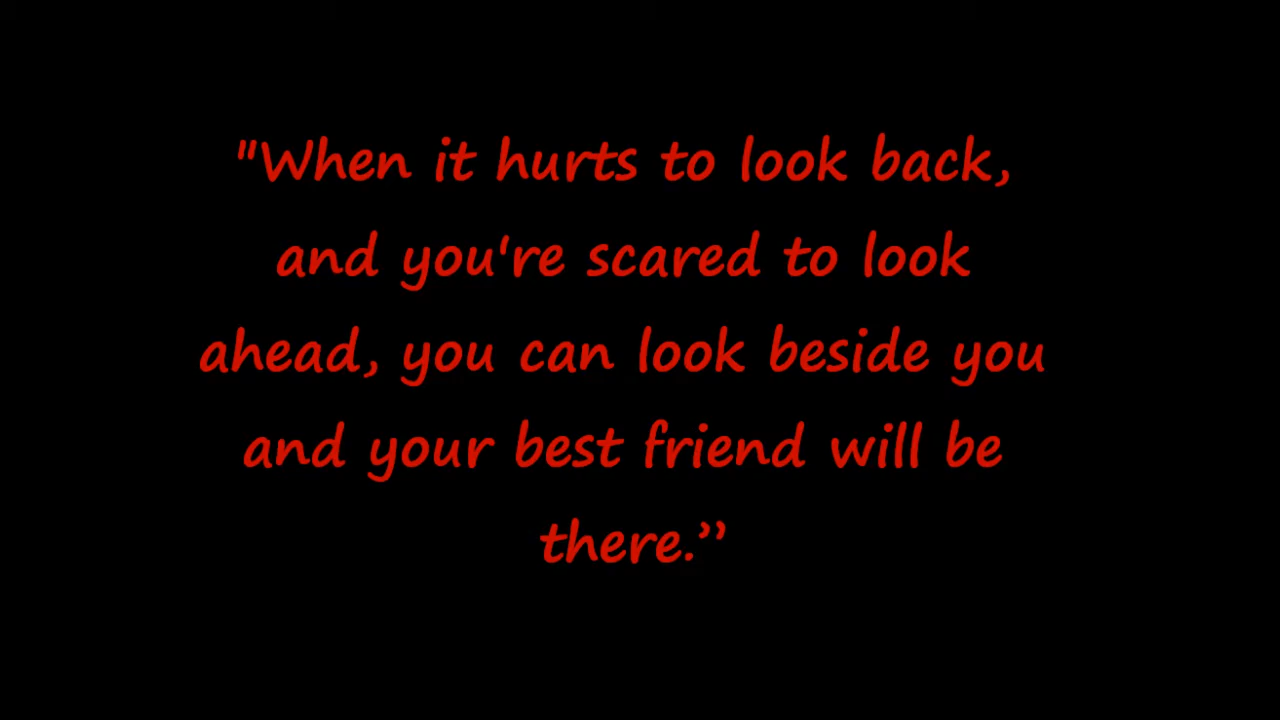 "When it hurts to look back,
and you're scared to look
ahead, you can look beside you
and your best friend will be
there.”